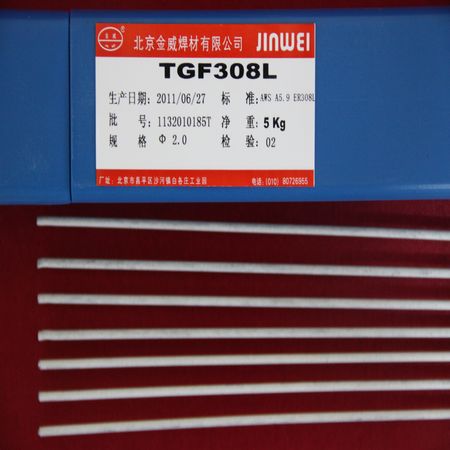 北京金威焊材有限公司 JINWEI
TGF308L
生产日期: 2011/06/27 标 准: AWS A5.9 ER308L
批 号: 1132010185T 净 重: 5 Kg
规 格 Φ 2.0 检 验: 02
厂址: 北京市昌平区沙河镇白各庄工业园 电话: (010) 80726955